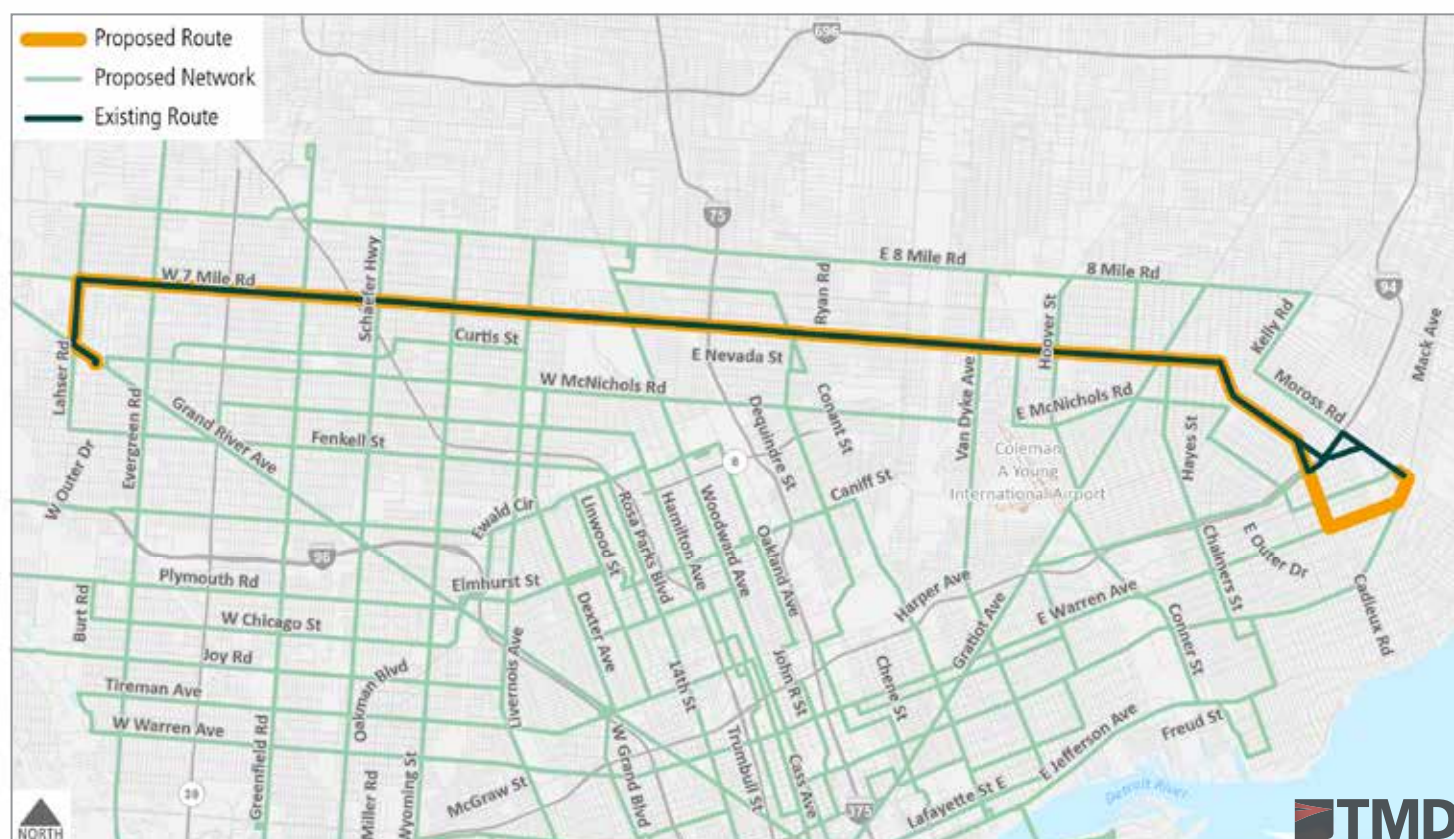 Proposed Route
Proposed Network
Existing Route
696
75
94
E 8 Mile Rd
8 Mile Rd
W 7 Mile Rd
Schaefer Hwy
Ryan Rd
Hoover St
Kelly Rd
Mack Ave
Curtis St
E Nevada St
Lahser Rd
Evergreen Rd
W McNichols Rd
Van Dyke Ave
E McNichols Rd
Moross Rd
Grand River Ave
Fenkell St
Dequindre St
Conant St
Hayes St
W Outer Dr
8
Coleman
A Young
International Airport
Caniff St
Ewald Cir
Linwood St
Rosa Parks Blvd
Hamilton Ave
Woodward Ave
Oakland Ave
Chalmers St
E Outer Dr
96
Plymouth Rd
Elmhurst St
Harper Ave
Cadieux Rd
Burt Rd
W Chicago St
Dexter Ave
Gratiot Ave
E Warren Ave
Conner St
Joy Rd
Oakman Blvd
Livernois Ave
14th St
John R St
Chene St
Tireman Ave
W Warren Ave
Greenfield Rd
W Grand Blvd
Trumbull St
Cass Ave
E Jefferson Ave
Freud St
39
Miller Rd
Wyoming St
McGraw St
375
Lafayette St E
Detroit River
NORTH
TMD